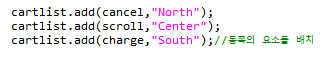 cartlist.add(cancel,"North");
cartlist.add(scroll,"Center");
cartlist.add(charge,"South");//동쪽의 요소들 배치